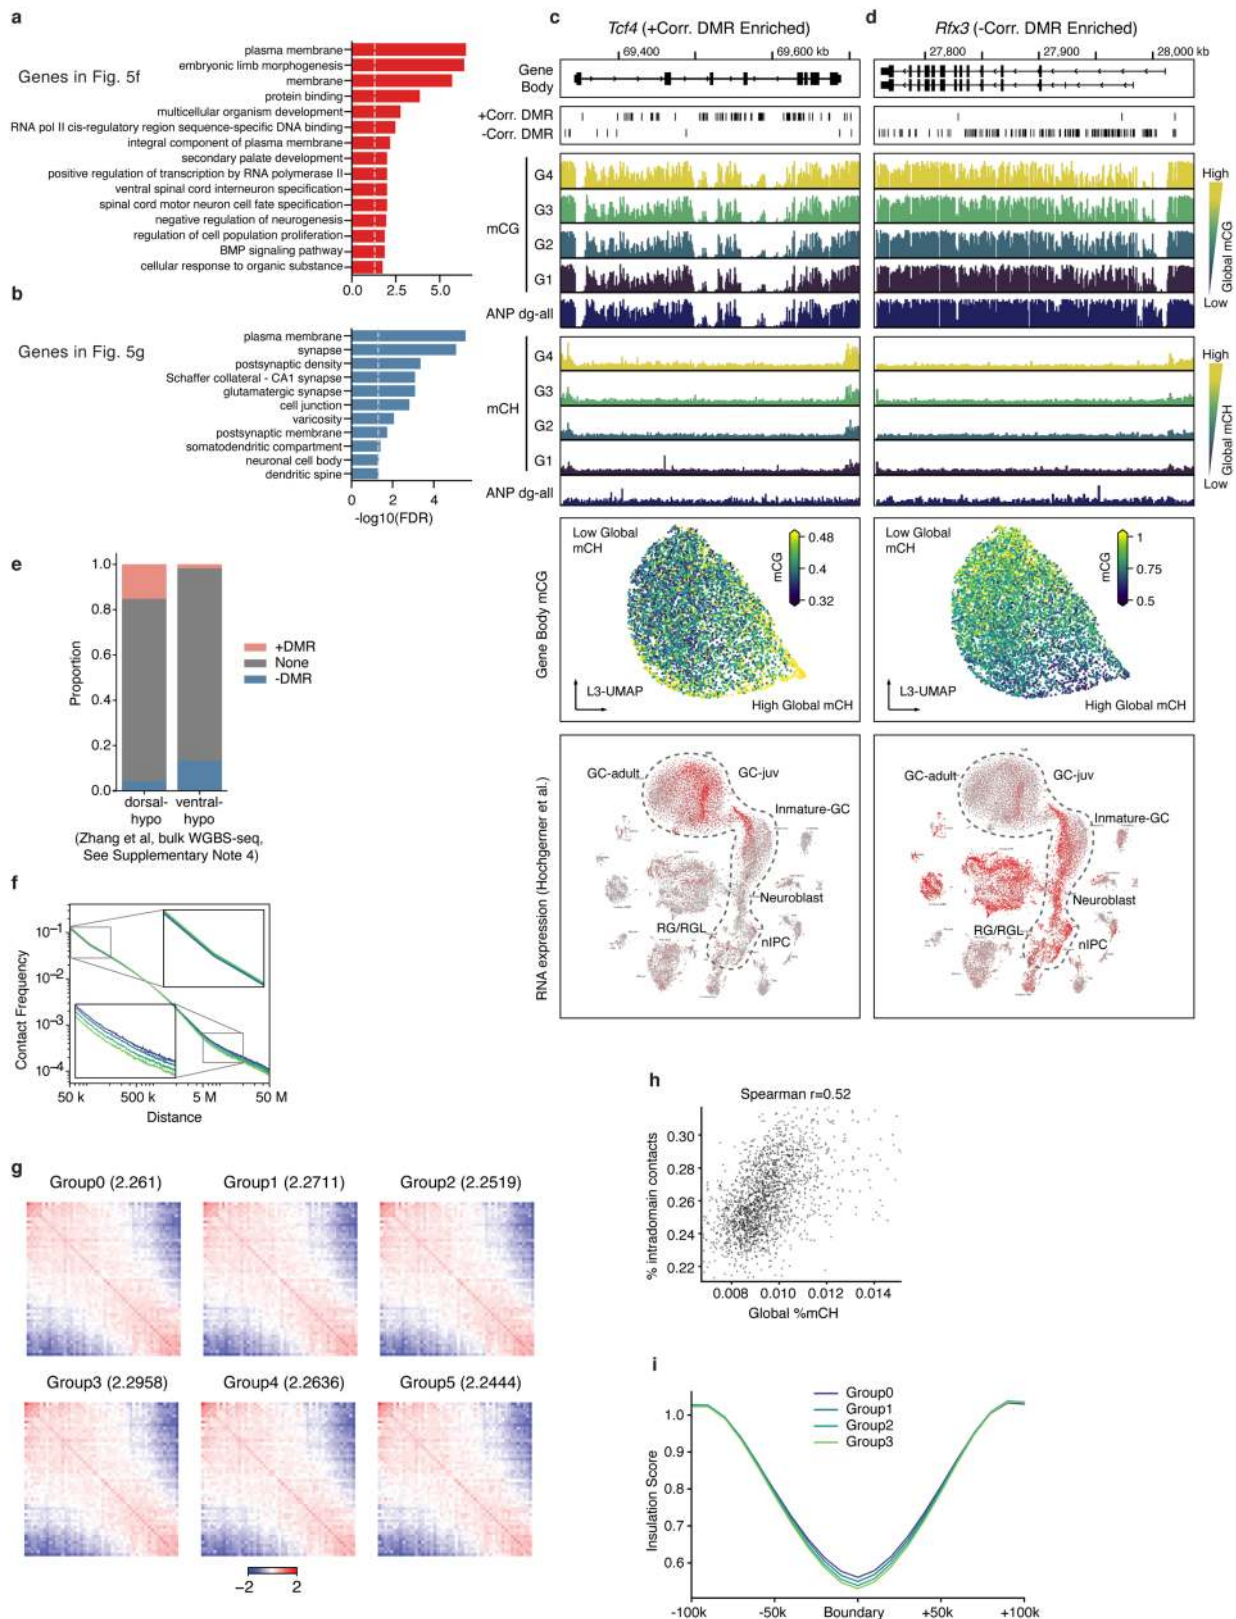 a
Genes in Fig. 5f
plasma membrane
embryonic limb morphogenesis
membrane
protein binding
multicellular organism development
RNA pol II cis-regulatory region sequence-specific DNA binding
integral component of plasma membrane
secondary palate development
positive regulation of transcription by RNA polymerase II
ventral spinal cord interneuron specification
spinal cord motor neuron cell fate specification
negative regulation of neurogenesis
regulation of cell population proliferation
BMP signaling pathway
cellular response to organic substance
0.0 2.5 5.0
b
Genes in Fig. 5g
plasma membrane
synapse
postsynaptic density
Schaffer collateral - CA1 synapse
glutamatergic synapse
cell junction
varicosity
postsynaptic membrane
somatodendritic compartment
neuronal cell body
dendritic spine
0 2 4
-log10(FDR)
c
Tcf4 (+Corr. DMR Enriched)
69,400 69,600 kb
Gene
Body
+Corr. DMR
-Corr. DMR
mCG
G4
G3
G2
G1
ANP dg-all
mCH
G4
G3
G2
G1
ANP dg-all
Gene Body mCG
Low Global
mCH
mCG
0.48
0.4
0.32
L3-UMAP
High Global mCH
RNA expression (Hochgerner et al.)
GC-adult
GC-juv
Inmature-GC
Neuroblast
RG/RGL
nIPC
d
Rfx3 (-Corr. DMR Enriched)
27,800 27,900 28,000 kb
High
Global mCG
Low
High
Global mCH
Low
Low Global
mCH
mCG
1
0.75
0.5
L3-UMAP
High Global mCH
GC-adult
GC-juv
Inmature-GC
Neuroblast
RG/RGL
nIPC
e
Proportion
1.0
0.8
0.6
0.4
0.2
0.0
+DMR
None
-DMR
dorsal-
hypo
ventral-
hypo
(Zhang et al, bulk WGBS-seq,
See Supplementary Note 4)
f
Contact Frequency
10−1
10−2
10−3
10−4
50 k 500 k 5 M 50 M
Distance
g
Group0 (2.261) Group1 (2.2711) Group2 (2.2519)
Group3 (2.2958) Group4 (2.2636) Group5 (2.2444)
−2 2
h
Spearman r=0.52
% intradomain contacts
0.30
0.28
0.26
0.24
0.22
0.008 0.010 0.012 0.014
Global %mCH
i
Group0
Group1
Group2
Group3
Insulation Score
1.0
0.9
0.8
0.7
0.6
-100k -50k Boundary +50k +100k